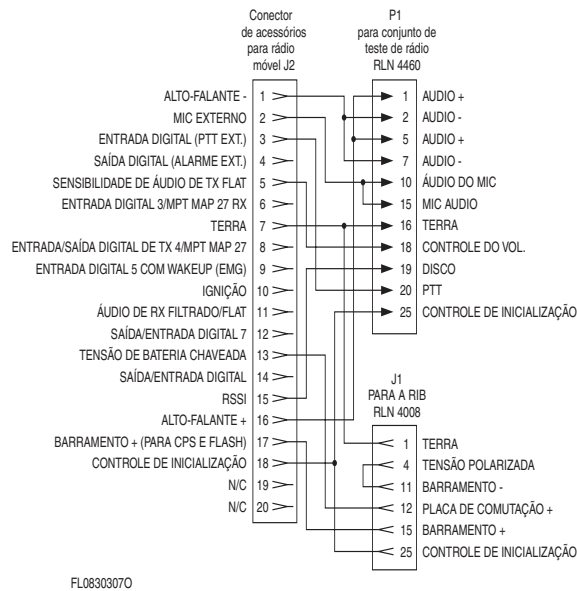 Conector
de acessórios
para rádio
móvel J2
P1
para conjunto de
teste de rádio
RLN 4460
ALTO-FALANTE - 1
MIC EXTERNO 2
ENTRADA DIGITAL (PTT EXT.) 3
SAÍDA DIGITAL (ALARME EXT.) 4
SENSIBILIDADE DE ÁUDIO DE TX FLAT 5
ENTRADA DIGITAL 3/MPT MAP 27 RX 6
TERRA 7
ENTRADA/SAÍDA DIGITAL DE TX 4/MPT MAP 27 8
ENTRADA DIGITAL 5 COM WAKEUP (EMG) 9
IGNIÇÃO 10
ÁUDIO DE RX FILTRADO/FLAT 11
SAÍDA/ENTRADA DIGITAL 7 12
TENSÃO DE BATERIA CHAVEADA 13
SAÍDA/ENTRADA DIGITAL 14
RSSI 15
ALTO-FALANTE + 16
BARRAMENTO + (PARA CPS E FLASH) 17
CONTROLE DE INICIALIZAÇÃO 18
N/C 19
N/C 20
1 AUDIO +
2 AUDIO -
5 AUDIO +
7 AUDIO -
10 ÁUDIO DO MIC
15 MIC AUDIO
16 TERRA
18 CONTROLE DO VOL.
19 DISCO
20 PTT
25 CONTROLE DE INICIALIZAÇÃO
J1
PARA A RIB
RLN 4008
1 TERRA
4 TENSÃO POLARIZADA
11 BARRAMENTO -
12 PLACA DE COMUTAÇÃO +
15 BARRAMENTO +
25 CONTROLE DE INICIALIZAÇÃO
FL0830307O